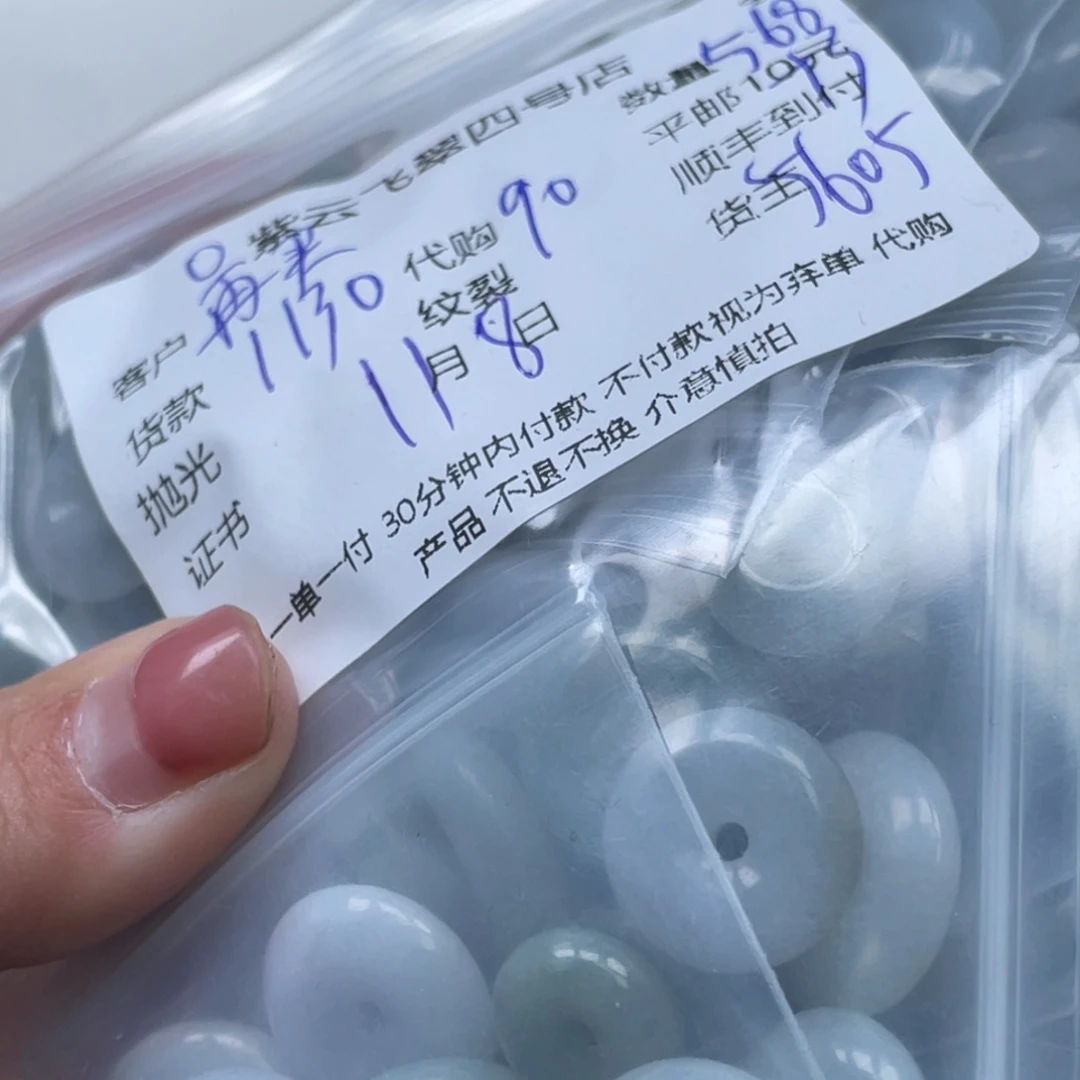 紫云飞翠四号店
数量 568
平邮10元
顺丰到付
货主 5605
客户
货款 1130
代购 90
纹裂
11月8日
抛光
证书
一单一付 30分钟内付款 不付款视为弃单 代购
产品 不退不换 介意慎拍